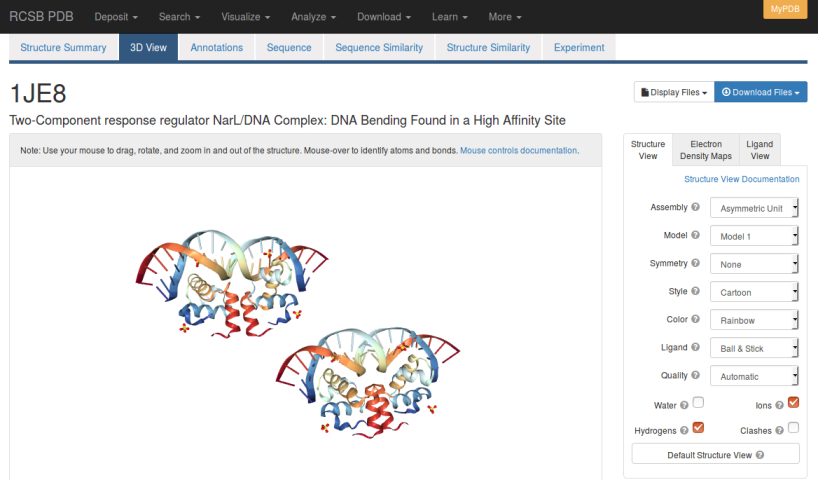 RCSB PDB Deposit Search Visualize Analyze Download Learn More MyPDB
Structure Summary 3D View Annotations Sequence Sequence Similarity Structure Similarity Experiment
1JE8
Display Files Download Files
Two-Component response regulator NarL/DNA Complex: DNA Bending Found in a High Affinity Site
Note: Use your mouse to drag, rotate, and zoom in and out of the structure. Mouse-over to identify atoms and bonds. Mouse controls documentation.
Structure View
Electron Density Maps
Ligand View
Structure View Documentation
Assembly ? Asymmetric Unit
Model ? Model 1
Symmetry ? None
Style ? Cartoon
Color ? Rainbow
Ligand ? Ball & Stick
Quality ? Automatic
Water ? Ions ?
Hydrogens ? Clashes ?
Default Structure View ?